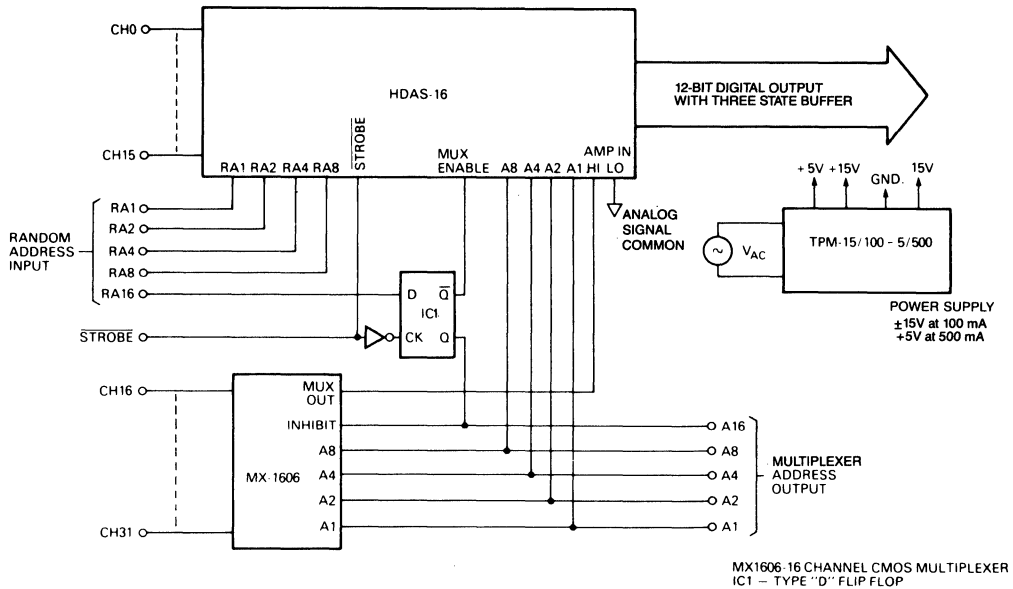 CH0
CH15
HDAS-16
12-BIT DIGITAL OUTPUT
WITH THREE STATE BUFFER
RA1 RA2 RA4 RA8
STROBE
MUX
ENABLE
A8 A4 A2 A1
AMP IN
HI LO
ANALOG
SIGNAL
COMMON
+5V +15V
GND.
15V
TPM-15/100 - 5/500
~
VAC
POWER SUPPLY
±15V at 100 mA
+5V at 500 mA
RANDOM
ADDRESS
INPUT
RA1
RA2
RA4
RA8
RA16
D Q
IC1
CK Q
STROBE
CH16
CH31
MX-1606
MUX
OUT
INHIBIT
A8
A4
A2
A1
A16
A8
A4
A2
A1
MULTIPLEXER
ADDRESS
OUTPUT
MX1606-16 CHANNEL CMOS MULTIPLEXER
IC1 — TYPE "D" FLIP FLOP